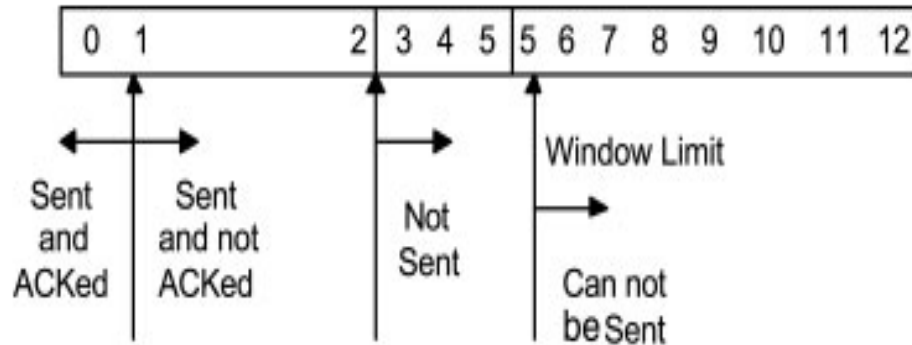 0 1 2 3 4 5 5 6 7 8 9 10 11 12
Sent
and
ACKed
Sent
and not
ACKed
Not
Sent
Window Limit
Can not
be Sent